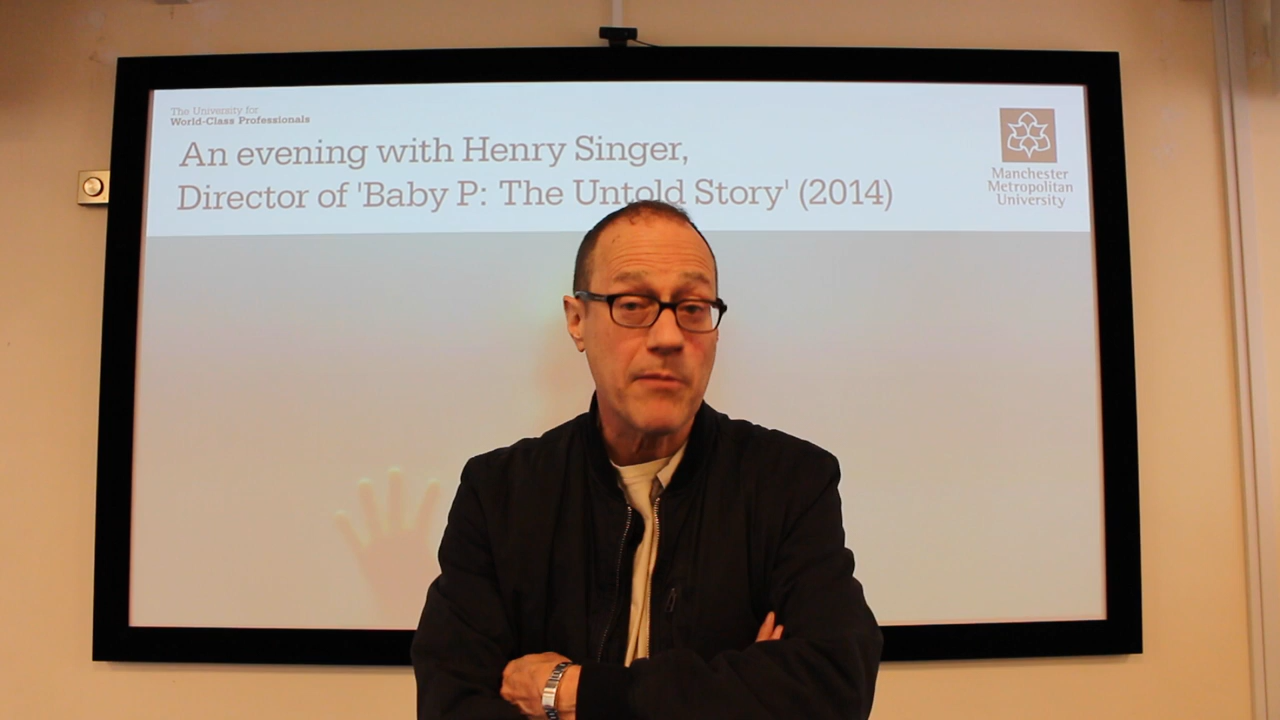 The University for
World-Class Professionals
An evening with Henry Singer,
Director of 'Baby P: The Untold Story' (2014)
Manchester
Metropolitan
University